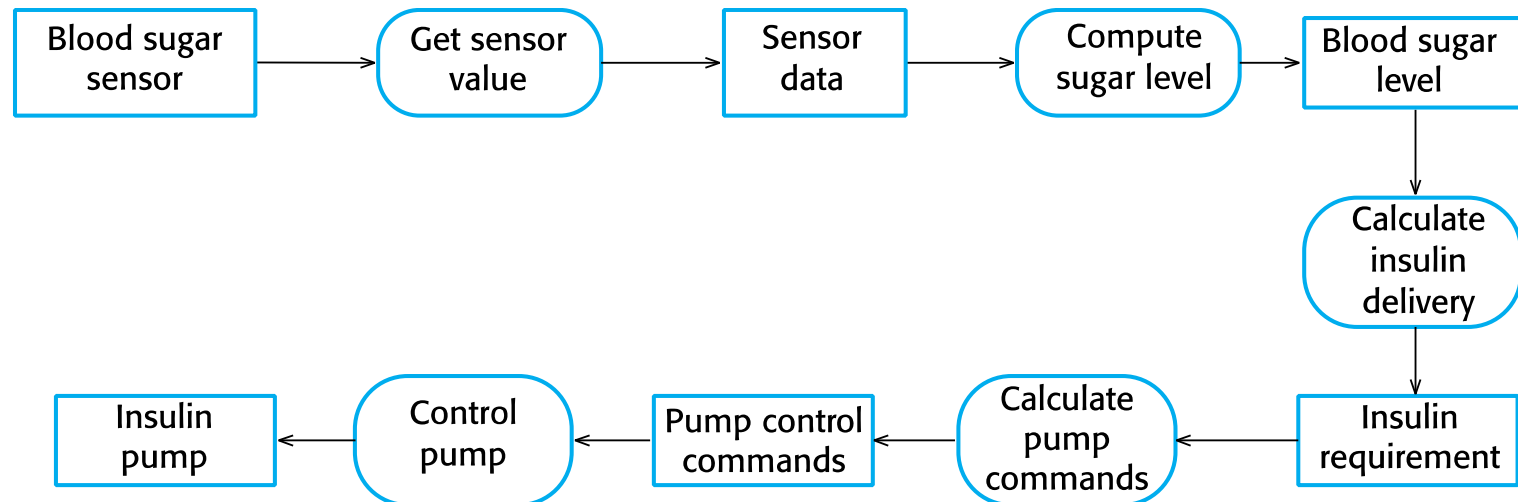 Blood sugar
sensor
Get sensor
value
Sensor
data
Compute
sugar level
Blood sugar
level
Calculate
insulin
delivery
Insulin
requirement
Calculate
pump
commands
Pump control
commands
Control
pump
Insulin
pump